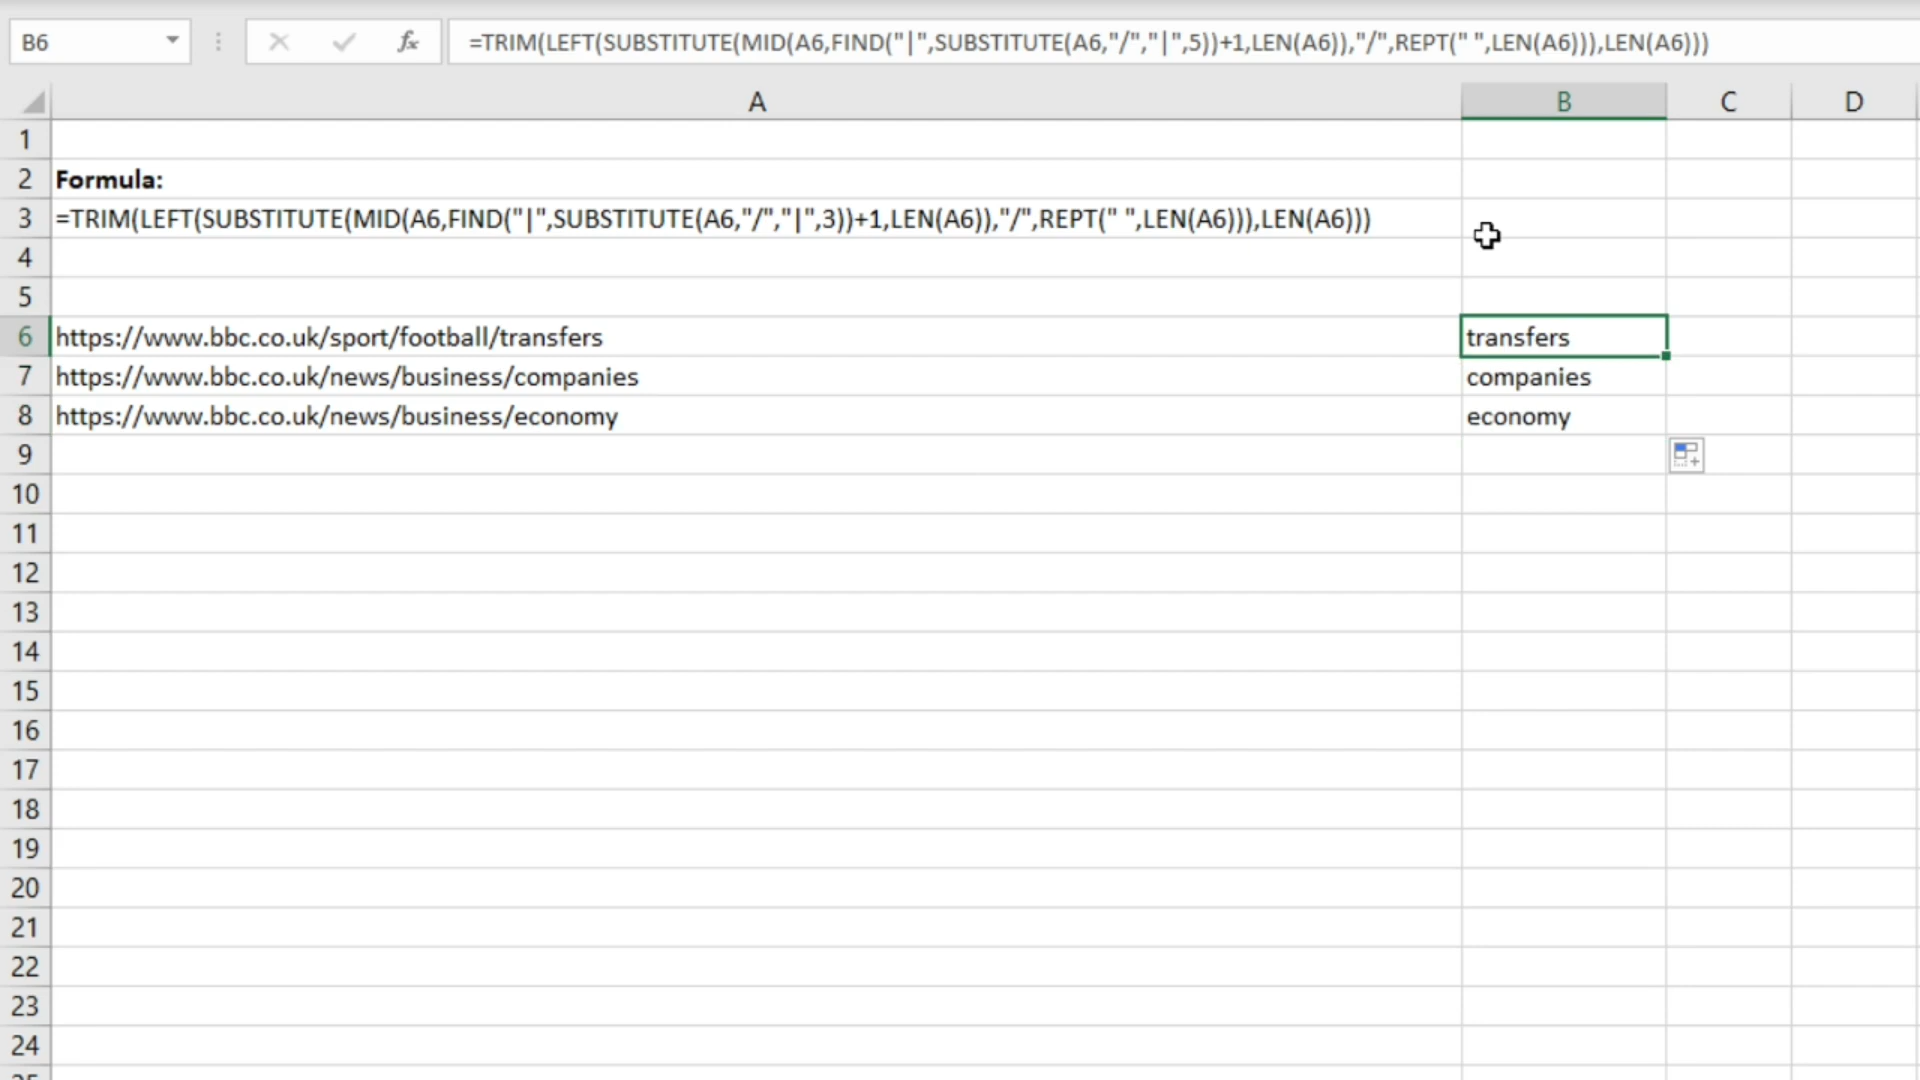 B6 fx =TRIM(LEFT(SUBSTITUTE(MID(A6,FIND("|",SUBSTITUTE(A6,"/","|",5))+1,LEN(A6)),"/",REPT(" ",LEN(A6))),LEN(A6)))
A B C D
1
2 Formula:
3 =TRIM(LEFT(SUBSTITUTE(MID(A6,FIND("|",SUBSTITUTE(A6,"/","|",3))+1,LEN(A6)),"/",REPT(" ",LEN(A6))),LEN(A6)))
4
5
6 https://www.bbc.co.uk/sport/football/transfers transfers
7 https://www.bbc.co.uk/news/business/companies companies
8 https://www.bbc.co.uk/news/business/economy economy
9
10
11
12
13
14
15
16
17
18
19
20
21
22
23
24
25